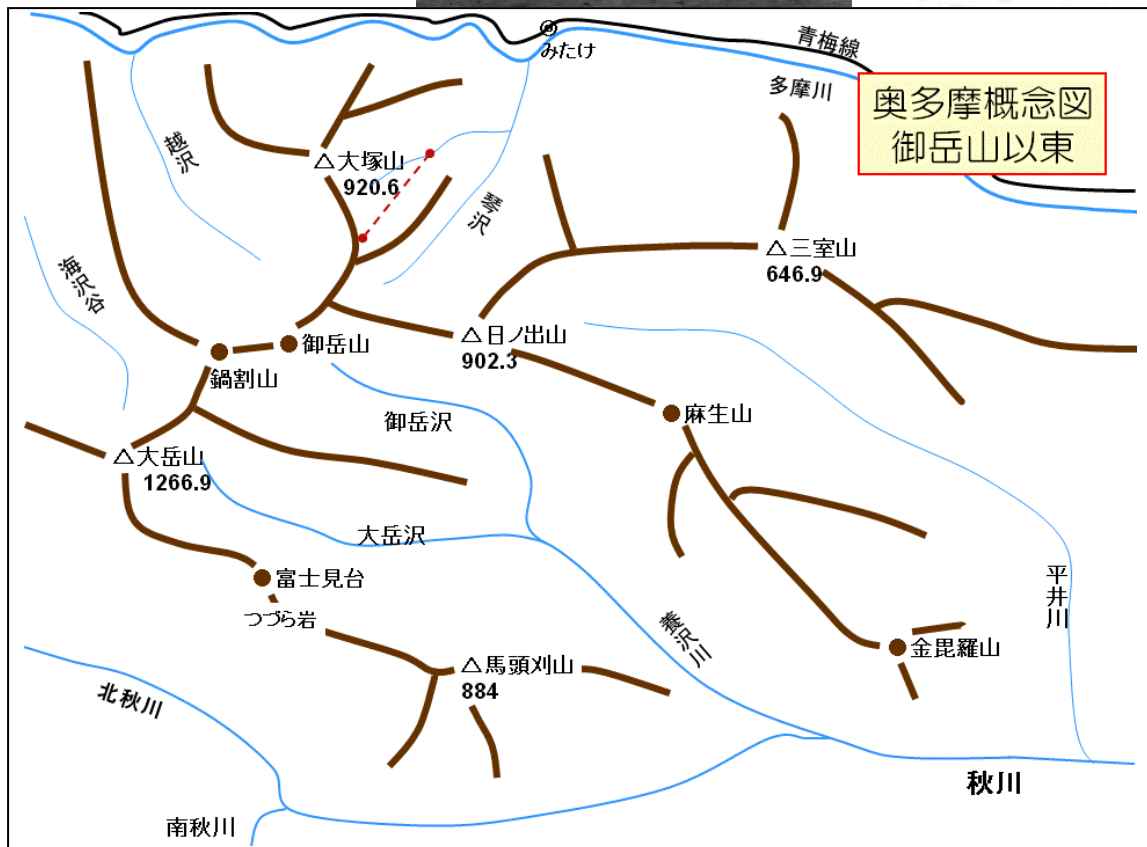 みたけ
青梅線
多摩川
奥多摩概念図
御岳山以東
越沢
△大塚山
920.6
琴沢
海沢谷
△三室山
646.9
御岳山
△日ノ出山
902.3
鍋割山
御岳沢
麻生山
△大岳山
1266.9
大岳沢
富士見台
つづら岩
平井川
養沢川
金毘羅山
△馬頭刈山
884
北秋川
秋川
南秋川